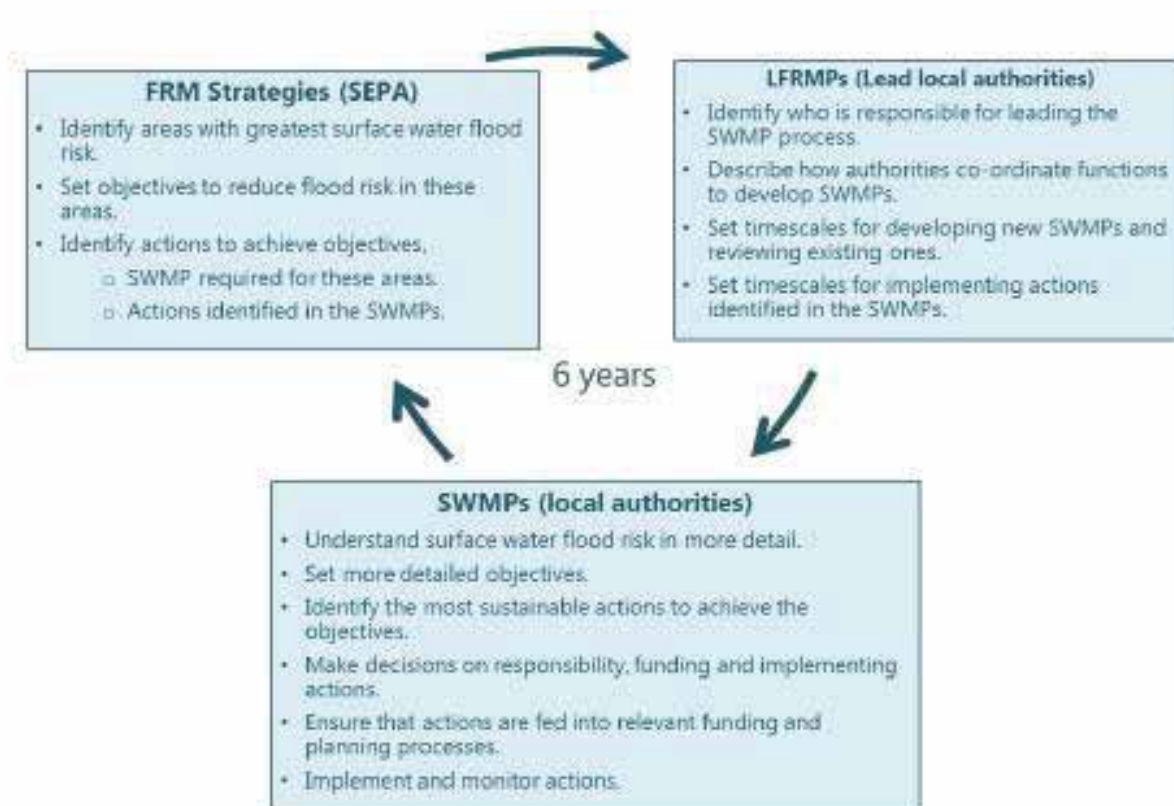 FRM Strategies (SEPA)
• Identify areas with greatest surface water flood
risk.
• Set objectives to reduce flood risk in these
areas.
• Identify actions to achieve objectives,
▫ SWMP required for these areas.
▫ Actions identified in the SWMPs.
LFRMPs (Lead local authorities)
• Identify who is responsible for leading the
SWMP process.
• Describe how authorities co-ordinate functions
to develop SWMPs.
• Set timescales for developing new SWMPs and
reviewing existing ones.
• Set timescales for implementing actions
identified in the SWMPs.
6 years
SWMPs (local authorities)
• Understand surface water flood risk in more detail.
• Set more detailed objectives.
• Identify the most sustainable actions to achieve the
objectives.
• Make decisions on responsibility, funding and implementing
actions.
• Ensure that actions are fed into relevant funding and
planning processes.
• Implement and monitor actions.